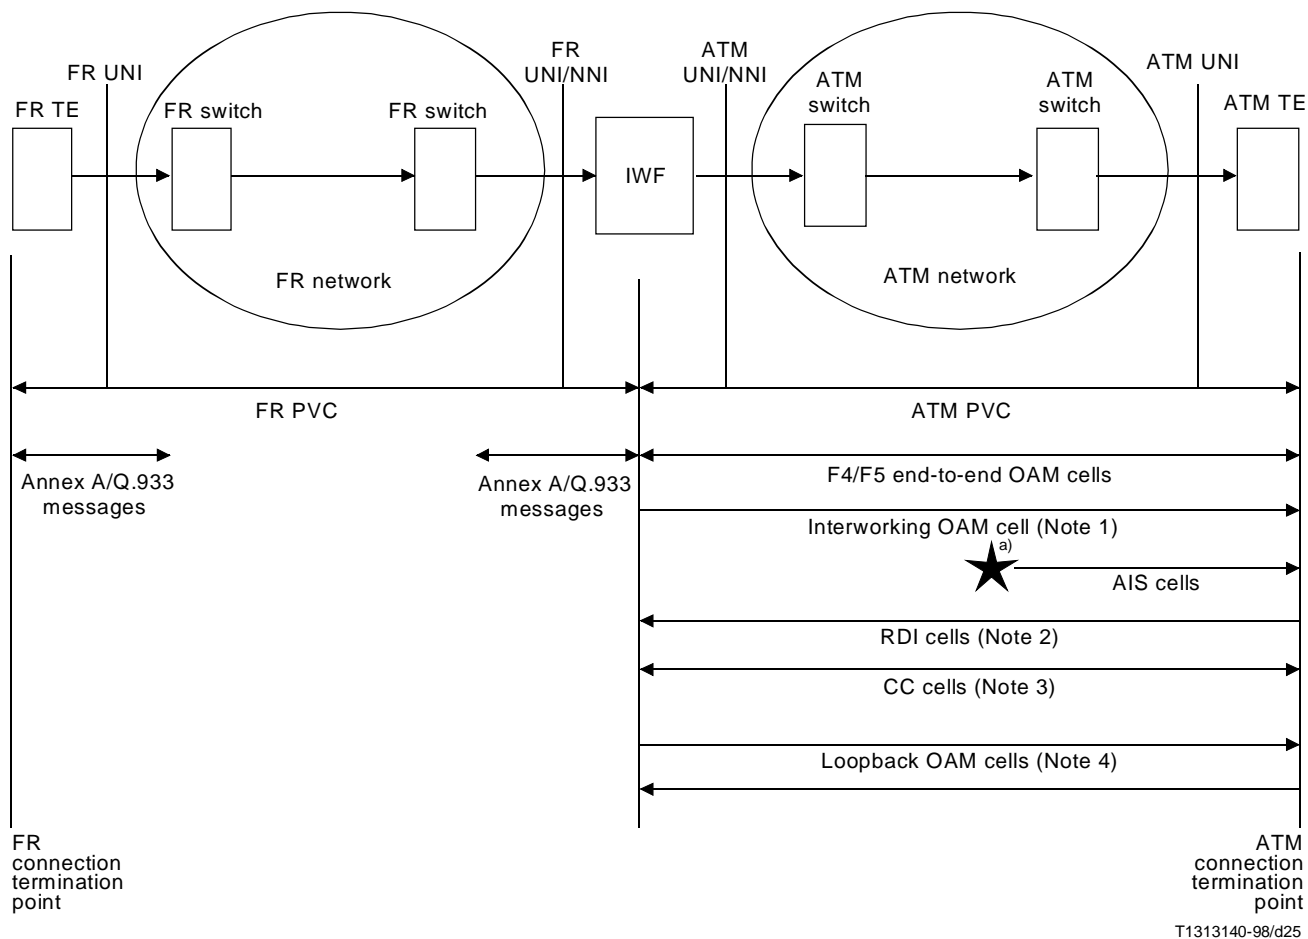 FR TE
FR UNI
FR switch
FR switch
FR
UNI/NNI
IWF
ATM
UNI/NNI
ATM
switch
ATM
switch
ATM UNI
ATM TE
FR network
ATM network
FR PVC
ATM PVC
Annex A/Q.933
messages
Annex A/Q.933
messages
F4/F5 end-to-end OAM cells
Interworking OAM cell (Note 1)
a)
AIS cells
RDI cells (Note 2)
CC cells (Note 3)
Loopback OAM cells (Note 4)
FR
connection
termination
point
ATM
connection
termination
point
T1313140-98/d25